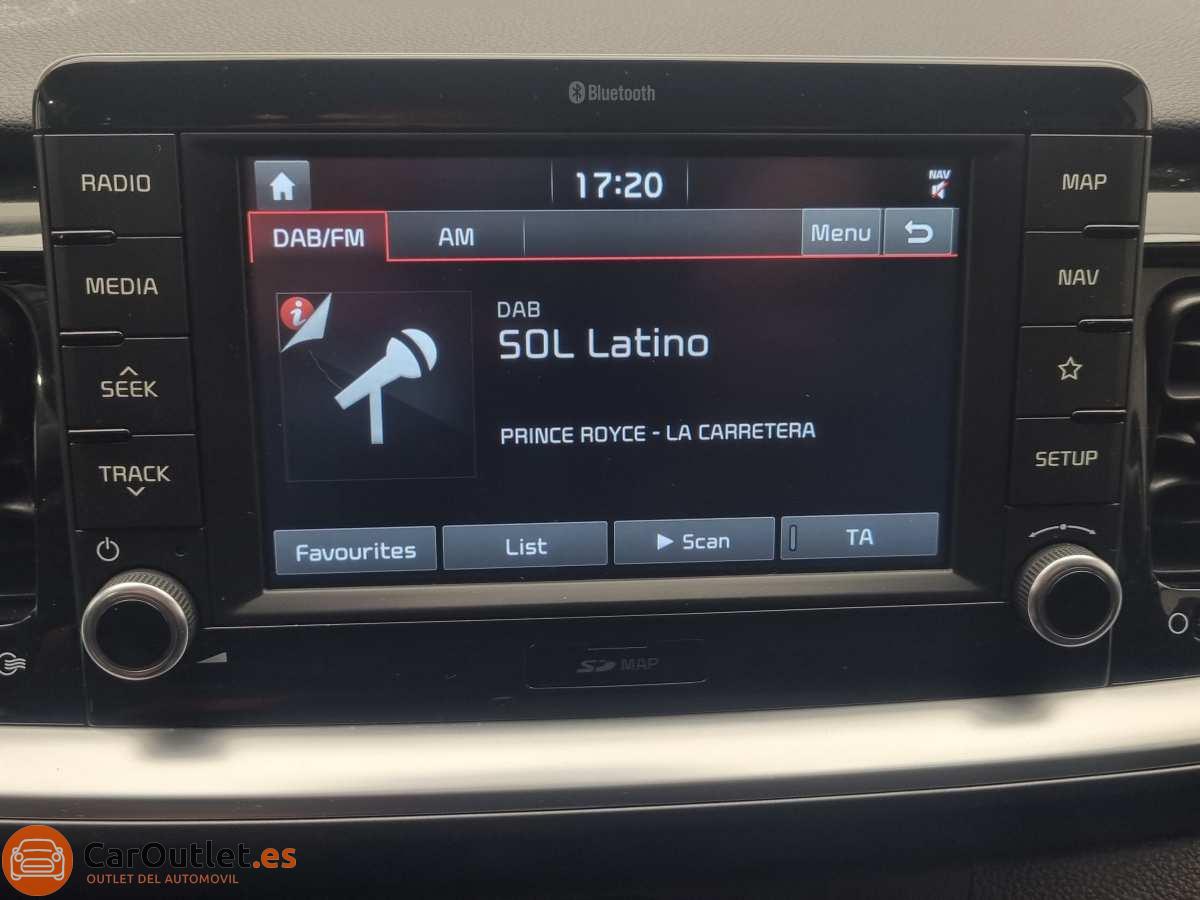 Bluetooth
RADIO
MEDIA
SEEK
TRACK
17:20
NAV
DAB/FM
AM
Menu
DAB
SOL Latino
PRINCE ROYCE - LA CARRETERA
Favourites
List
Scan
TA
MAP
NAV
SETUP
SD MAP
CarOutlet.es
OUTLET DEL AUTOMOVIL